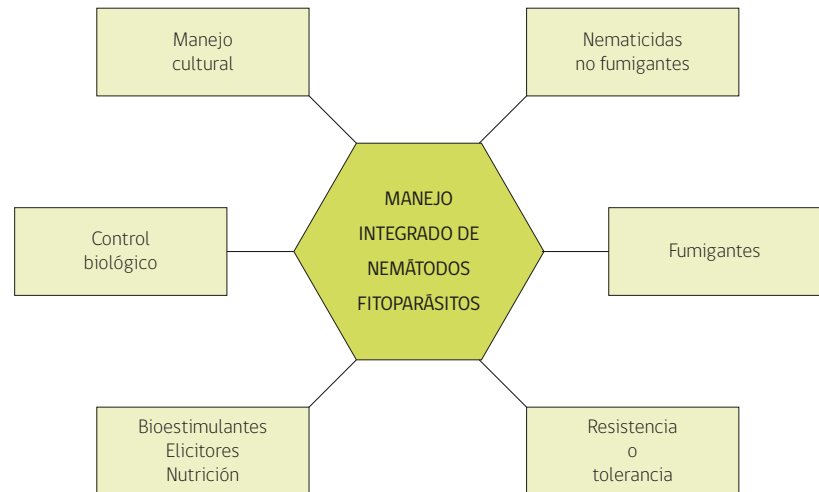 Manejo
cultural
Nematicidas
no fumigantes
MANEJO
INTEGRADO DE
NEMÁTODOS
FITOPARÁSITOS
Control
biológico
Fumigantes
Bioestimulantes
Elicitores
Nutrición
Resistencia
o
tolerancia